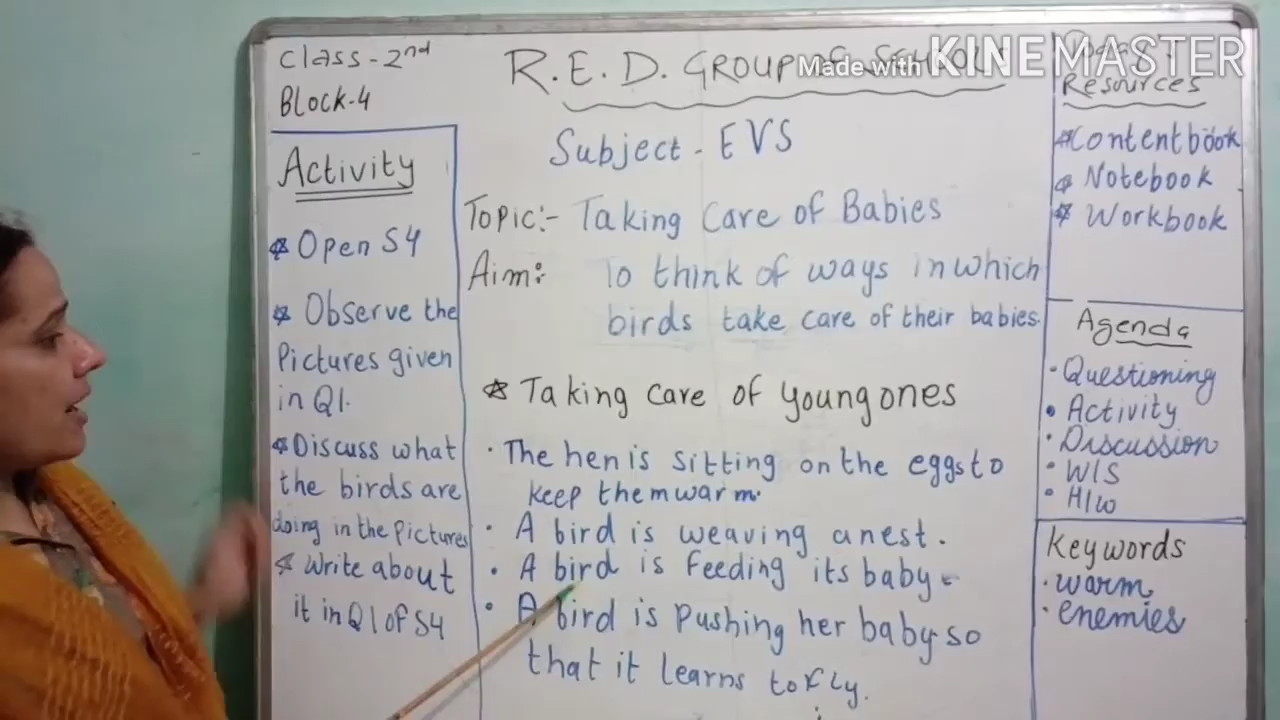 Class-2nd
Block-4
R.E.D. GROUP OF SCHOOL
Made with KINEMASTER
Subject - EVS
Topic:- Taking Care of Babies
Aim: To think of ways in which
birds take care of their babies.
Activity
Open S4
Observe the
Pictures given
in Q1.
Discuss what
the birds are
doing in the Pictures
Write about
it in Q1 of S4
Taking care of young ones
The hen is sitting on the eggs to
keep them warm.
A bird is weaving a nest.
A bird is feeding its baby
A bird is pushing her baby so
that it learns to fly.
Resources
Contentbook
Notebook
Workbook
Agenda
Questioning
Activity
Discussion
W/S
H/W
Keywords
warm
enemies